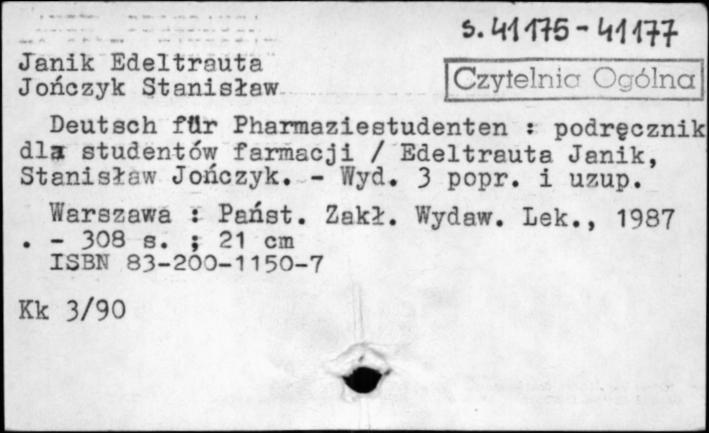 s. 41175 - 41177
Janik Edeltrauta
Jończyk Stanisław
Czytelnia Ogólna
Deutsch für Pharmaziestudenten : podręcznik
dla studentów farmacji / Edeltrauta Janik,
Stanisław Jończyk. - Wyd. 3 popr. i uzup.
Warszawa : Państ. Zakł. Wydaw. Lek., 1987
. - 308 s. ; 21 cm
ISBN 83-200-1150-7
Kk 3/90